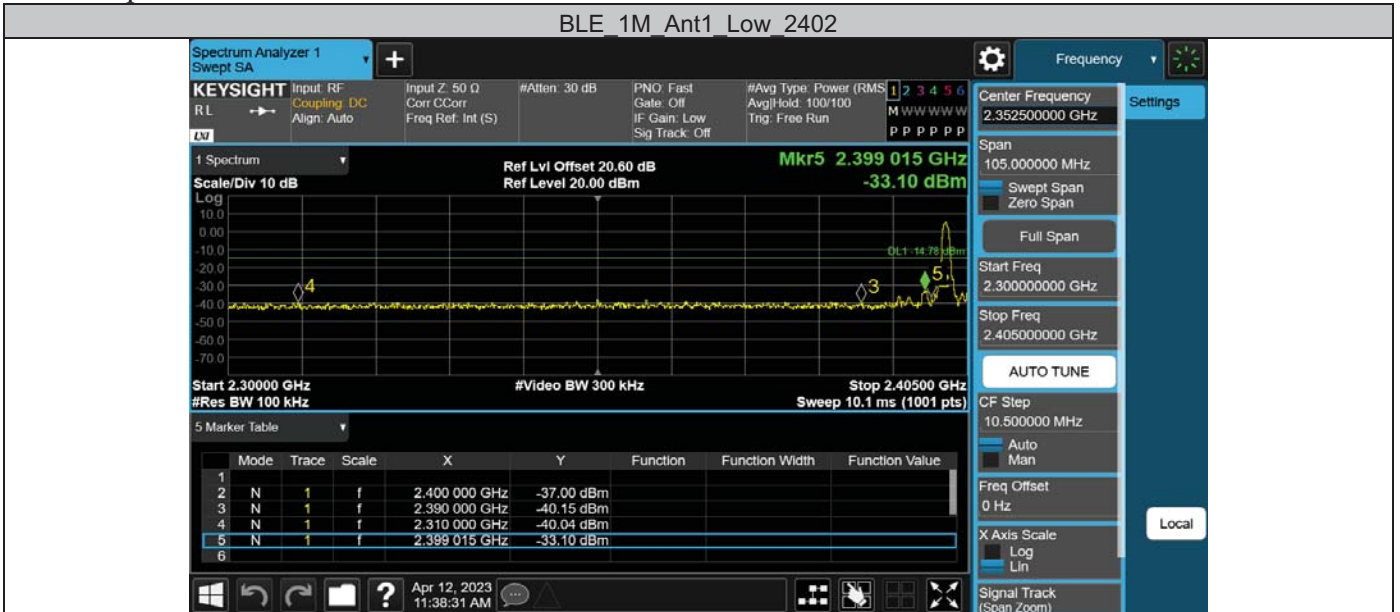 BLE_1M_Ant1_Low_2402
Spectrum Analyzer 1
Swept SA
+
Frequency
KEYSIGHT
RL
LXI
Input: RF
Coupling: DC
Align: Auto
Input Z: 50 Ω
Corr CCorr
Freq Ref: Int (S)
#Atten: 30 dB
PNO: Fast
Gate: Off
IF Gain: Low
Sig Track: Off
#Avg Type: Power (RMS
Avg|Hold: 100/100
Trig: Free Run
1 2 3 4 5 6
M W W W W W
P P P P P P
Center Frequency
2.352500000 GHz
Settings
Span
105.000000 MHz
Swept Span
Zero Span
Full Span
Start Freq
2.300000000 GHz
Stop Freq
2.405000000 GHz
AUTO TUNE
CF Step
10.500000 MHz
Auto
Man
Freq Offset
0 Hz
X Axis Scale
Log
Lin
Signal Track
(Span Zoom)
Local
1 Spectrum
Scale/Div 10 dB
Ref Lvl Offset 20.60 dB
Ref Level 20.00 dBm
Mkr5 2.399 015 GHz
-33.10 dBm
Log
10.0
0.00
-10.0
-20.0
-30.0
-40.0
-50.0
-60.0
-70.0
DL1 -14.78 dBm
4
3
5
Start 2.30000 GHz
#Video BW 300 kHz
Stop 2.40500 GHz
#Res BW 100 kHz
Sweep 10.1 ms (1001 pts)
5 Marker Table
Mode Trace Scale X Y Function Function Width Function Value
1
2 N 1 f 2.400 000 GHz -37.00 dBm
3 N 1 f 2.390 000 GHz -40.15 dBm
4 N 1 f 2.310 000 GHz -40.04 dBm
5 N 1 f 2.399 015 GHz -33.10 dBm
6
?
Apr 12, 2023
11:38:31 AM